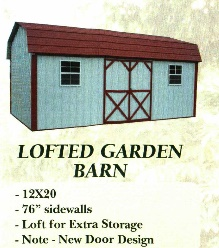 LOFTED GARDEN
BARN
- 12X20
- 76" sidewalls
- Loft for Extra Storage
- Note - New Door Design